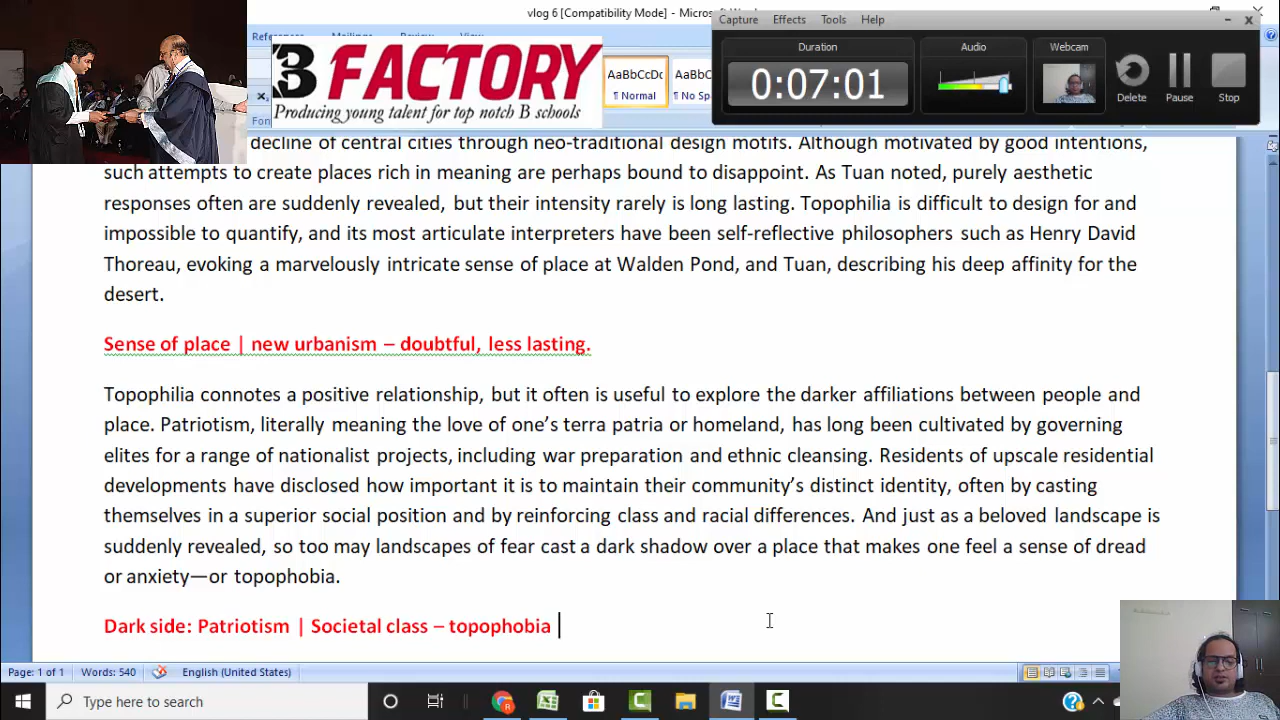 vlog 6 [Compatibility Mode] - Micros
Capture Effects Tools Help
Duration Audio Webcam
0:07:01
Delete Pause Stop
B FACTORY
Producing young talent for top notch B schools
AaBbCcDc AaBbC
¶ Normal ¶ No Sp
decline of central cities through neo-traditional design motifs. Although motivated by good intentions,
such attempts to create places rich in meaning are perhaps bound to disappoint. As Tuan noted, purely aesthetic
responses often are suddenly revealed, but their intensity rarely is long lasting. Topophilia is difficult to design for and
impossible to quantify, and its most articulate interpreters have been self-reflective philosophers such as Henry David
Thoreau, evoking a marvelously intricate sense of place at Walden Pond, and Tuan, describing his deep affinity for the
desert.
Sense of place | new urbanism – doubtful, less lasting.
Topophilia connotes a positive relationship, but it often is useful to explore the darker affiliations between people and
place. Patriotism, literally meaning the love of one’s terra patria or homeland, has long been cultivated by governing
elites for a range of nationalist projects, including war preparation and ethnic cleansing. Residents of upscale residential
developments have disclosed how important it is to maintain their community’s distinct identity, often by casting
themselves in a superior social position and by reinforcing class and racial differences. And just as a beloved landscape is
suddenly revealed, so too may landscapes of fear cast a dark shadow over a place that makes one feel a sense of dread
or anxiety—or topophobia.
Dark side: Patriotism | Societal class – topophobia
Page: 1 of 1 Words: 540 English (United States)
Type here to search